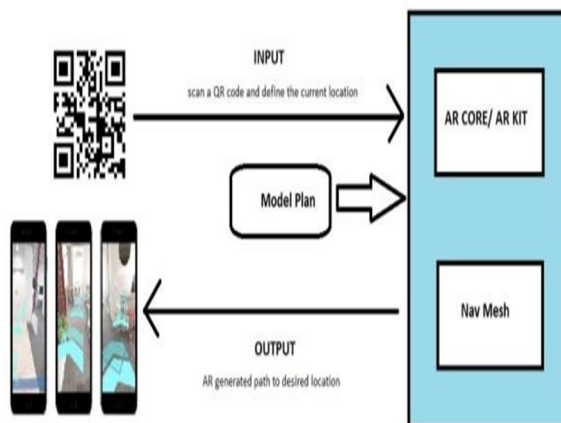 INPUT
scan a QR code and define the current location
AR CORE/ AR KIT
Model Plan
Nav Mesh
OUTPUT
AR generated path to desired location